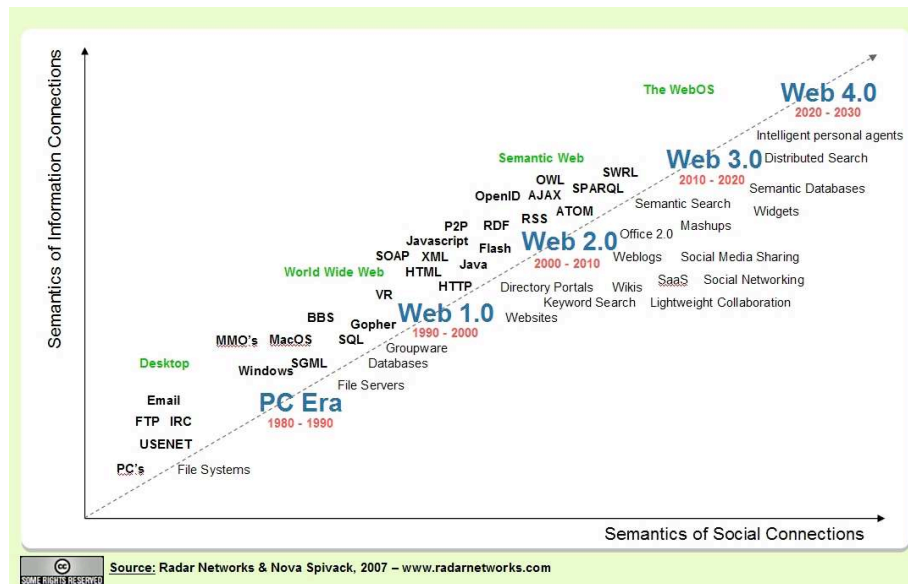 Semantics of Information Connections
The WebOS
Web 4.0
2020 - 2030
Intelligent personal agents
Semantic Web
Web 3.0
Distributed Search
2010 - 2020
SWRL
OWL
SPARQL
Semantic Databases
OpenID AJAX
Semantic Search
ATOM
Widgets
RSS
P2P
RDF
Mashups
Office 2.0
Javascript
Web 2.0
Flash
2000 - 2010
SOAP
XML
Weblogs
Social Media Sharing
Java
World Wide Web
HTML
SaaS
Social Networking
HTTP
Directory Portals
Wikis
VR
Keyword Search
Lightweight Collaboration
Web 1.0
Websites
BBS
Gopher
1990 - 2000
MMO's
MacOS
SQL
Groupware
Desktop
SGML
Databases
Windows
File Servers
Email
PC Era
1980 - 1990
FTP IRC
USENET
PC's
File Systems
Semantics of Social Connections
cc
SOME RIGHTS RESERVED
Source: Radar Networks & Nova Spivack, 2007 – www.radarnetworks.com